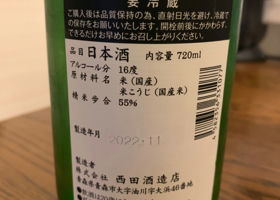 要冷蔵
ご購入後は品質保持の為、直射日光を避け、冷蔵で
の保存をお願いいたします。開栓前後にかかわらず、
できるだけお早めにお召し上がりください。
品目 日本酒 内容量 720ml
アルコール分 16度
原材料名 米(国産)
米こうじ(国産米)
精米歩合 55%
製造年月 2022.11
製造者
株式会社 西田酒造店
青森県青森市大字油川字大浜46番地